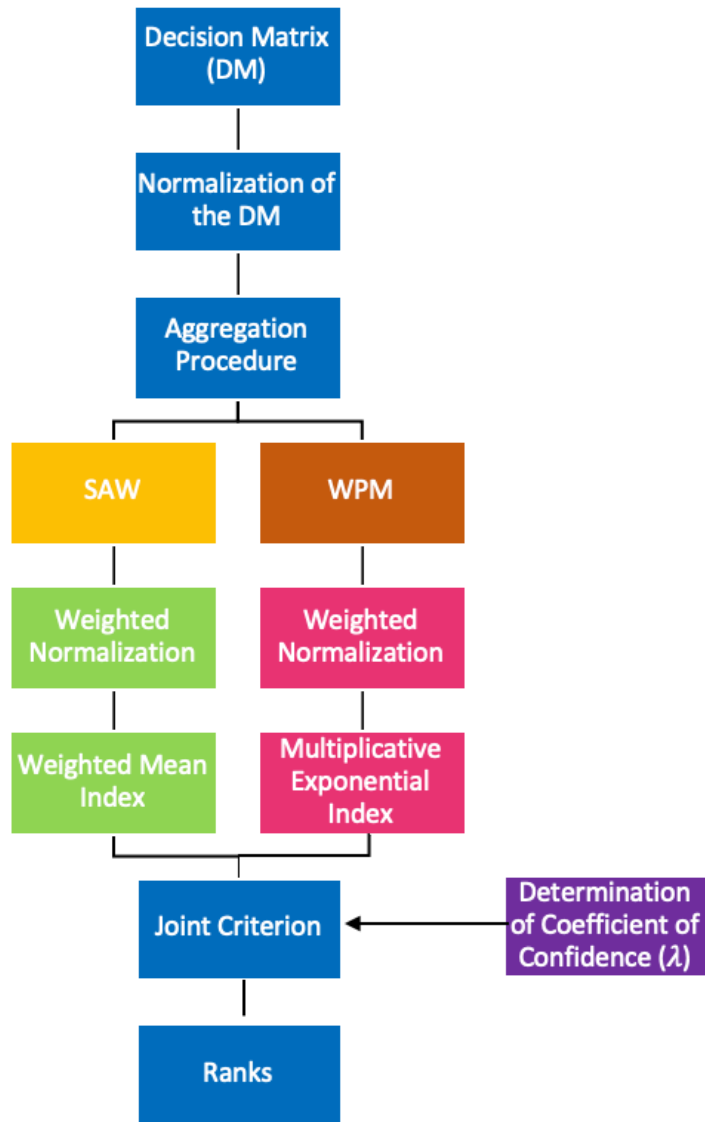 Decision Matrix
(DM)
Normalization of
the DM
Aggregation
Procedure
SAW
WPM
Weighted
Normalization
Weighted
Normalization
Weighted Mean
Index
Multiplicative
Exponential
Index
Joint Criterion
Determination
of Coefficient of
Confidence (λ)
Ranks